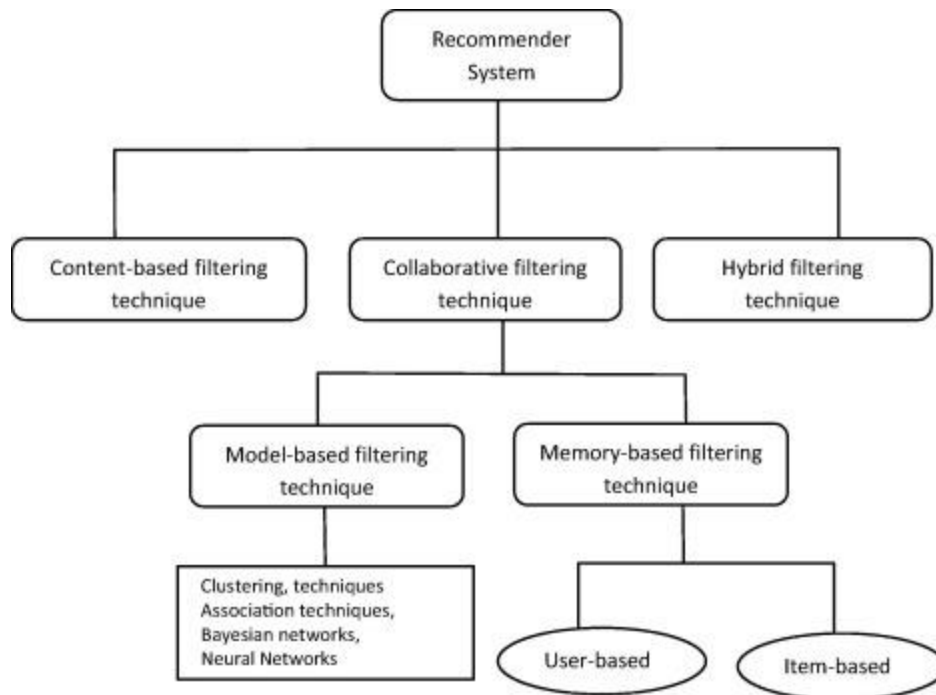 Recommender
System
Content-based filtering
technique
Collaborative filtering
technique
Hybrid filtering
technique
Model-based filtering
technique
Memory-based filtering
technique
Clustering, techniques
Association techniques,
Bayesian networks,
Neural Networks
User-based
Item-based